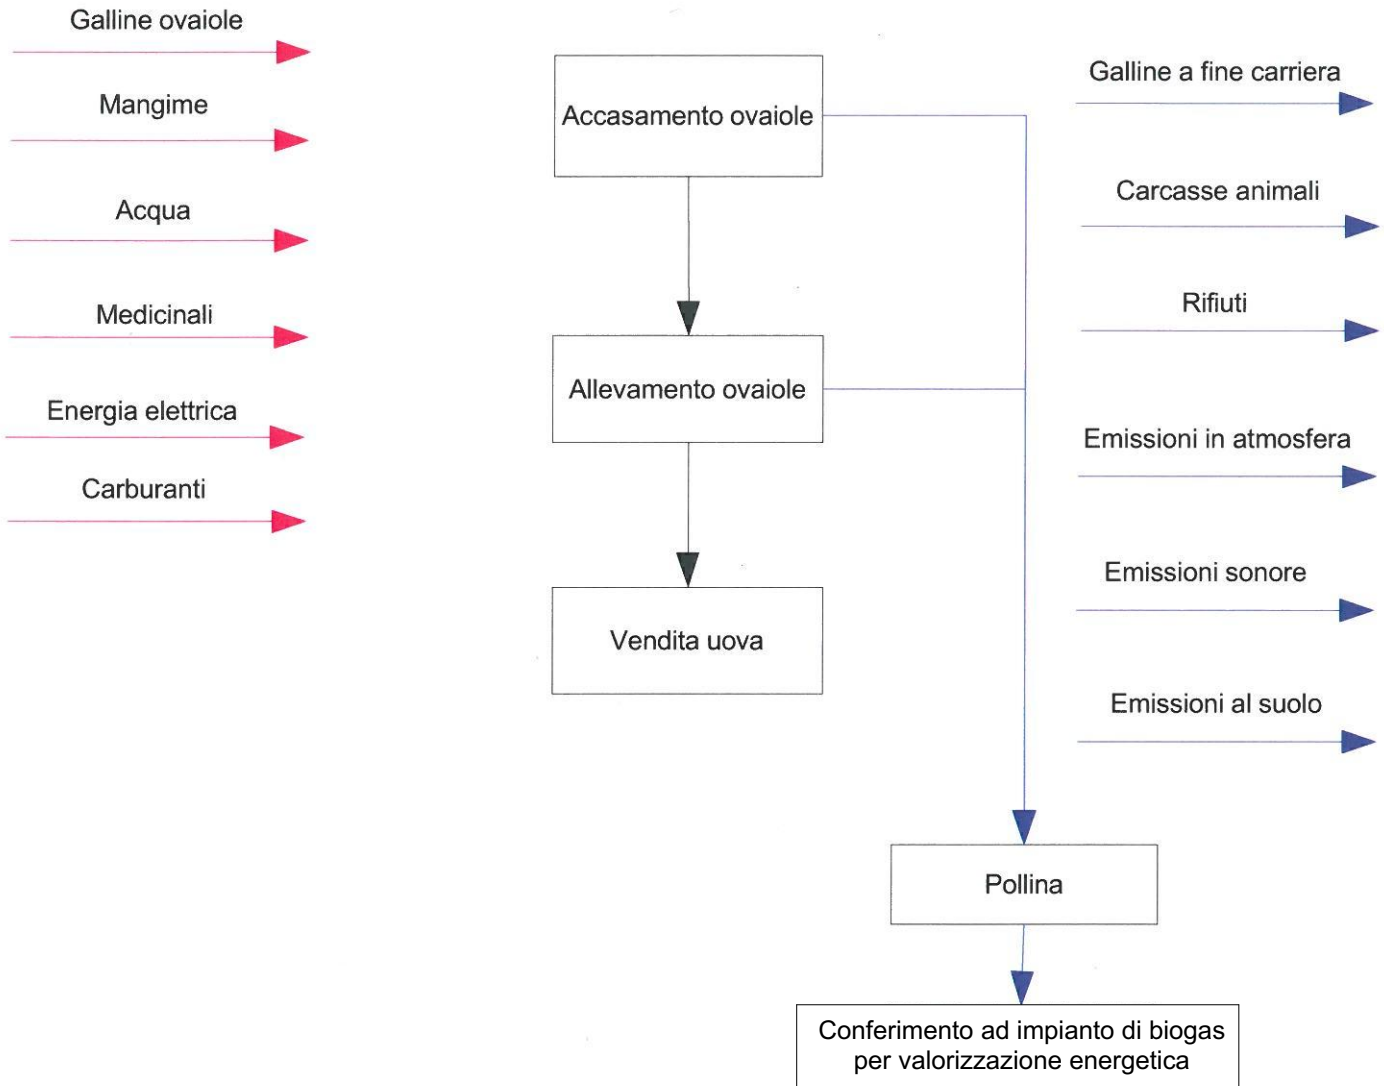 Galline ovaiole
Mangime
Acqua
Medicinali
Energia elettrica
Carburanti
Accasamento ovaiole
Allevamento ovaiole
Vendita uova
Galline a fine carriera
Carcasse animali
Rifiuti
Emissioni in atmosfera
Emissioni sonore
Emissioni al suolo
Pollina
Conferimento ad impianto di biogas
per valorizzazione energetica